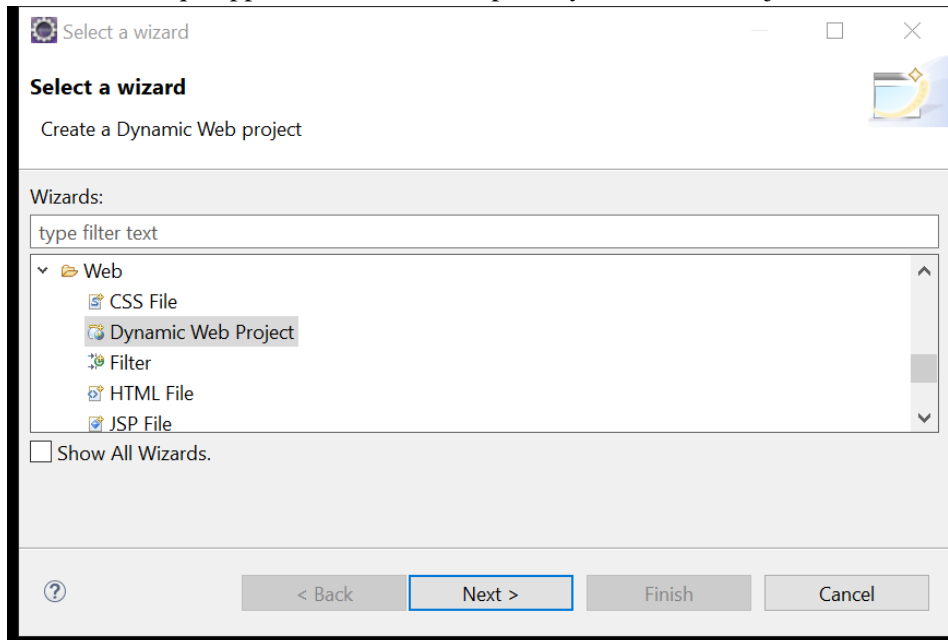 Select a wizard
Select a wizard
Create a Dynamic Web project
Wizards:
type filter text
Web
CSS File
Dynamic Web Project
Filter
HTML File
JSP File
Show All Wizards.
? < Back Next > Finish Cancel